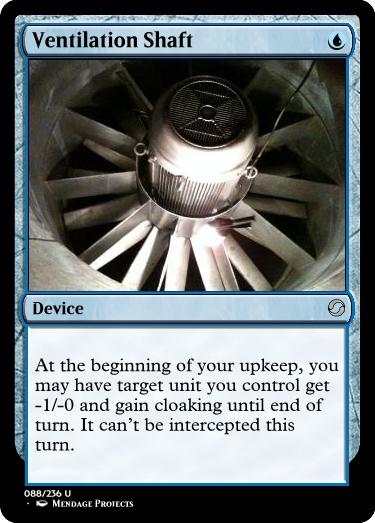 Ventilation Shaft
Device
At the beginning of your upkeep, you
may have target unit you control get
-1/-0 and gain cloaking until end of
turn. It can't be intercepted this
turn.
088/236 U
· Mendage Projects